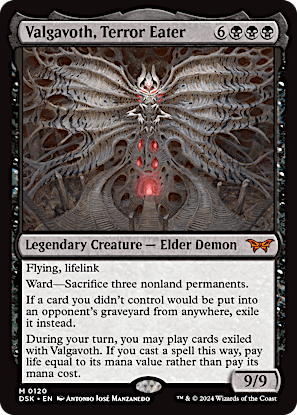 Valgavoth, Terror Eater 6
Legendary Creature — Elder Demon
Flying, lifelink
Ward—Sacrifice three nonland permanents.
If a card you didn't control would be put into
an opponent's graveyard from anywhere, exile
it instead.
During your turn, you may play cards exiled
with Valgavoth. If you cast a spell this way, pay
life equal to its mana value rather than pay its
mana cost.
9/9
M 0120
DSK • EN Antonio José Manzanedo
™ & © 2024 Wizards of the Coast